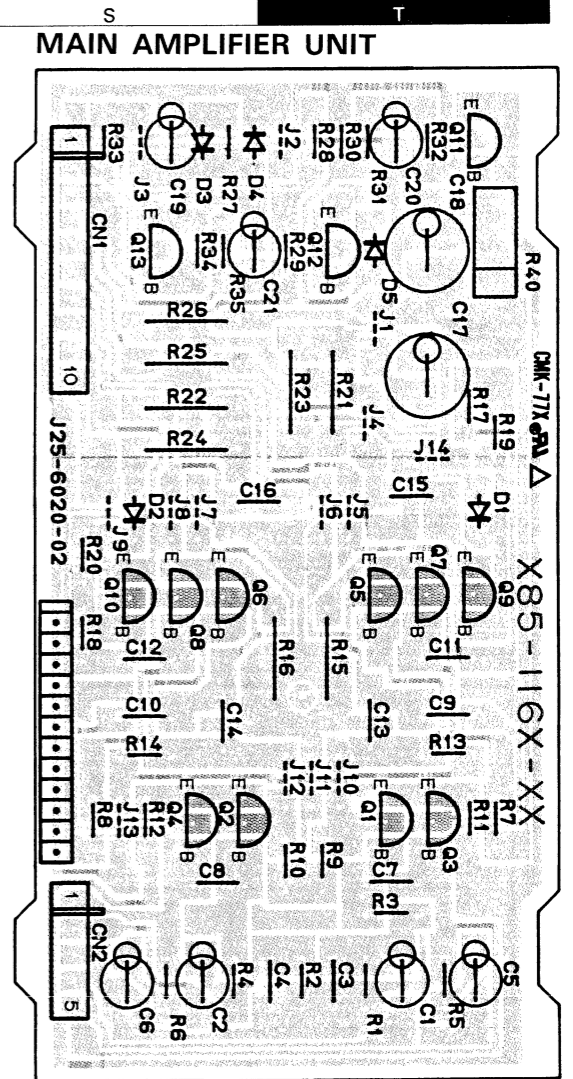 S T
MAIN AMPLIFIER UNIT
E
R33
J3
C19
D3
R27
D4
J2
R28
R30
R31
C20
R32
Q11
C18
B
1
CN1
10
E
Q13
B
R34
R35
C21
R29
E
Q12
B
D5
J1
C17
R40
R26
R25
R22
R24
R23
R21
J4
R17
R19
J14
CMK-77X
J25-6020-02
C16
C15
J9
D2
J8
J7
J6
J5
D1
R20
E
Q10
B
Q8
E
Q6
B
E
Q5
B
E
Q7
E
Q9
B
X85-116X-XX
R18
C12
R16
R15
C11
C10
C14
C13
C9
R14
R13
J12
J11
J10
R8
J13
R12
Q4
E
Q2
B
E
Q1
B
E
Q3
B
R11
R7
C8
R10
R9
C7
R3
1
CN2
5
C6
R6
C2
R4
C4
R2
C3
R1
C1
R5
C5